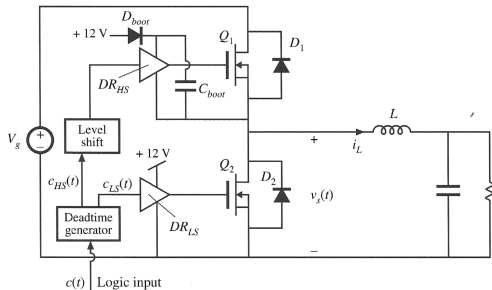 D_boot
+ 12 V
Q_1
D_1
DR_HS
C_boot
L
i_L
V_g
+
−
Level
shift
c_HS(t)
c_LS(t)
+ 12 V
Q_2
D_2
+
v_s(t)
−
DR_LS
Deadtime
generator
c(t) Logic input